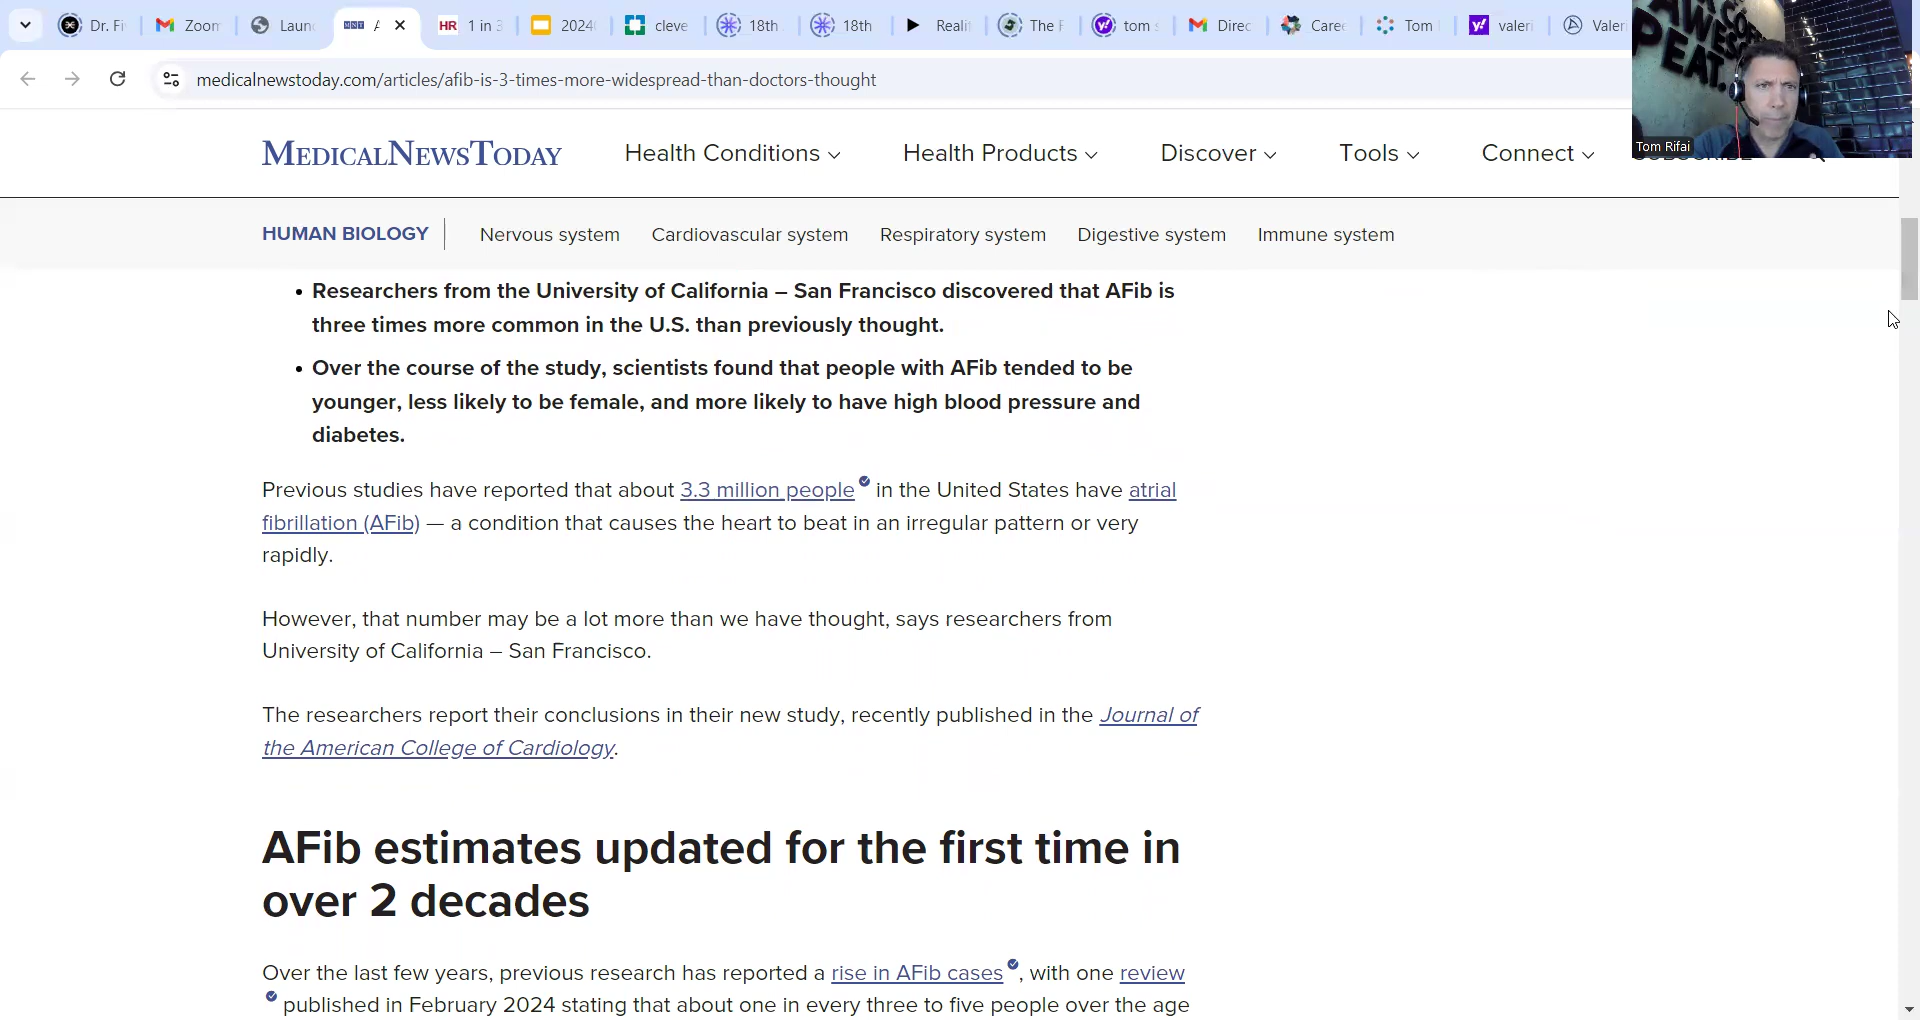 Dr. Fi
Zoom
Laun
MNT
A
HR
1 in 3
2024
cleve
18th
18th
Realit
The F
tom s
Direc
Caree
Tom
valeri
Valeri
medicalnewstoday.com/articles/afib-is-3-times-more-widespread-than-doctors-thought
AWES
PEAT.
Tom Rifai
MEDICALNEWSTODAY
Health Conditions
Health Products
Discover
Tools
Connect
SUBSCRIBE
HUMAN BIOLOGY
Nervous system
Cardiovascular system
Respiratory system
Digestive system
Immune system
• Researchers from the University of California – San Francisco discovered that AFib is
three times more common in the U.S. than previously thought.
• Over the course of the study, scientists found that people with AFib tended to be
younger, less likely to be female, and more likely to have high blood pressure and
diabetes.
Previous studies have reported that about 3.3 million people in the United States have atrial
fibrillation (AFib) — a condition that causes the heart to beat in an irregular pattern or very
rapidly.
However, that number may be a lot more than we have thought, says researchers from
University of California – San Francisco.
The researchers report their conclusions in their new study, recently published in the Journal of
the American College of Cardiology.
AFib estimates updated for the first time in
over 2 decades
Over the last few years, previous research has reported a rise in AFib cases, with one review
published in February 2024 stating that about one in every three to five people over the age